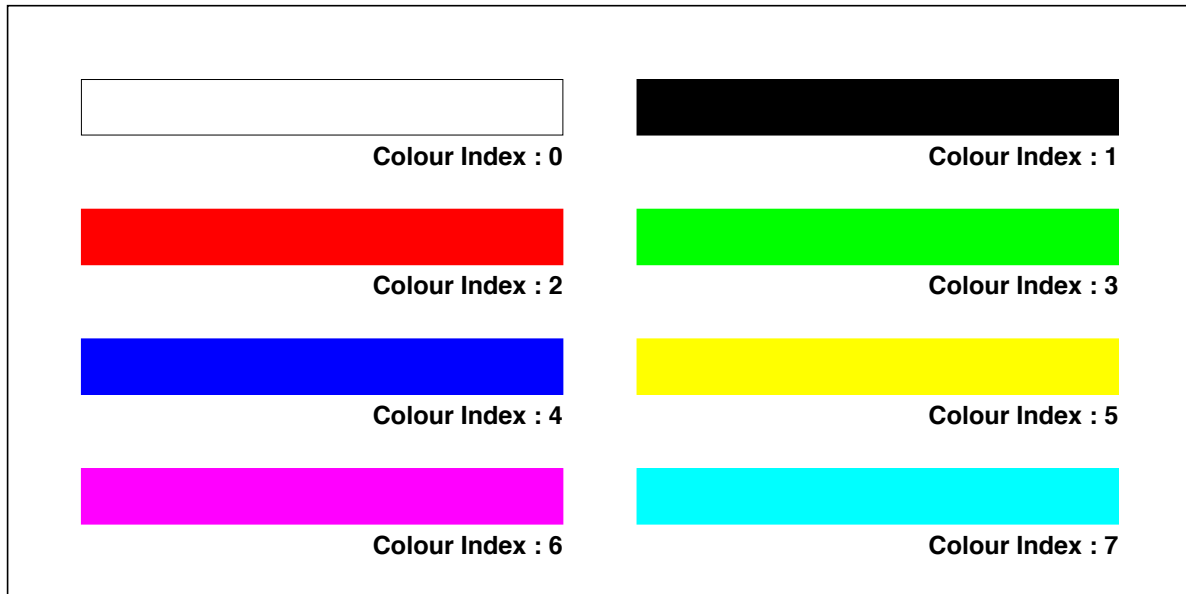 Colour Index : 0
Colour Index : 1
Colour Index : 2
Colour Index : 3
Colour Index : 4
Colour Index : 5
Colour Index : 6
Colour Index : 7